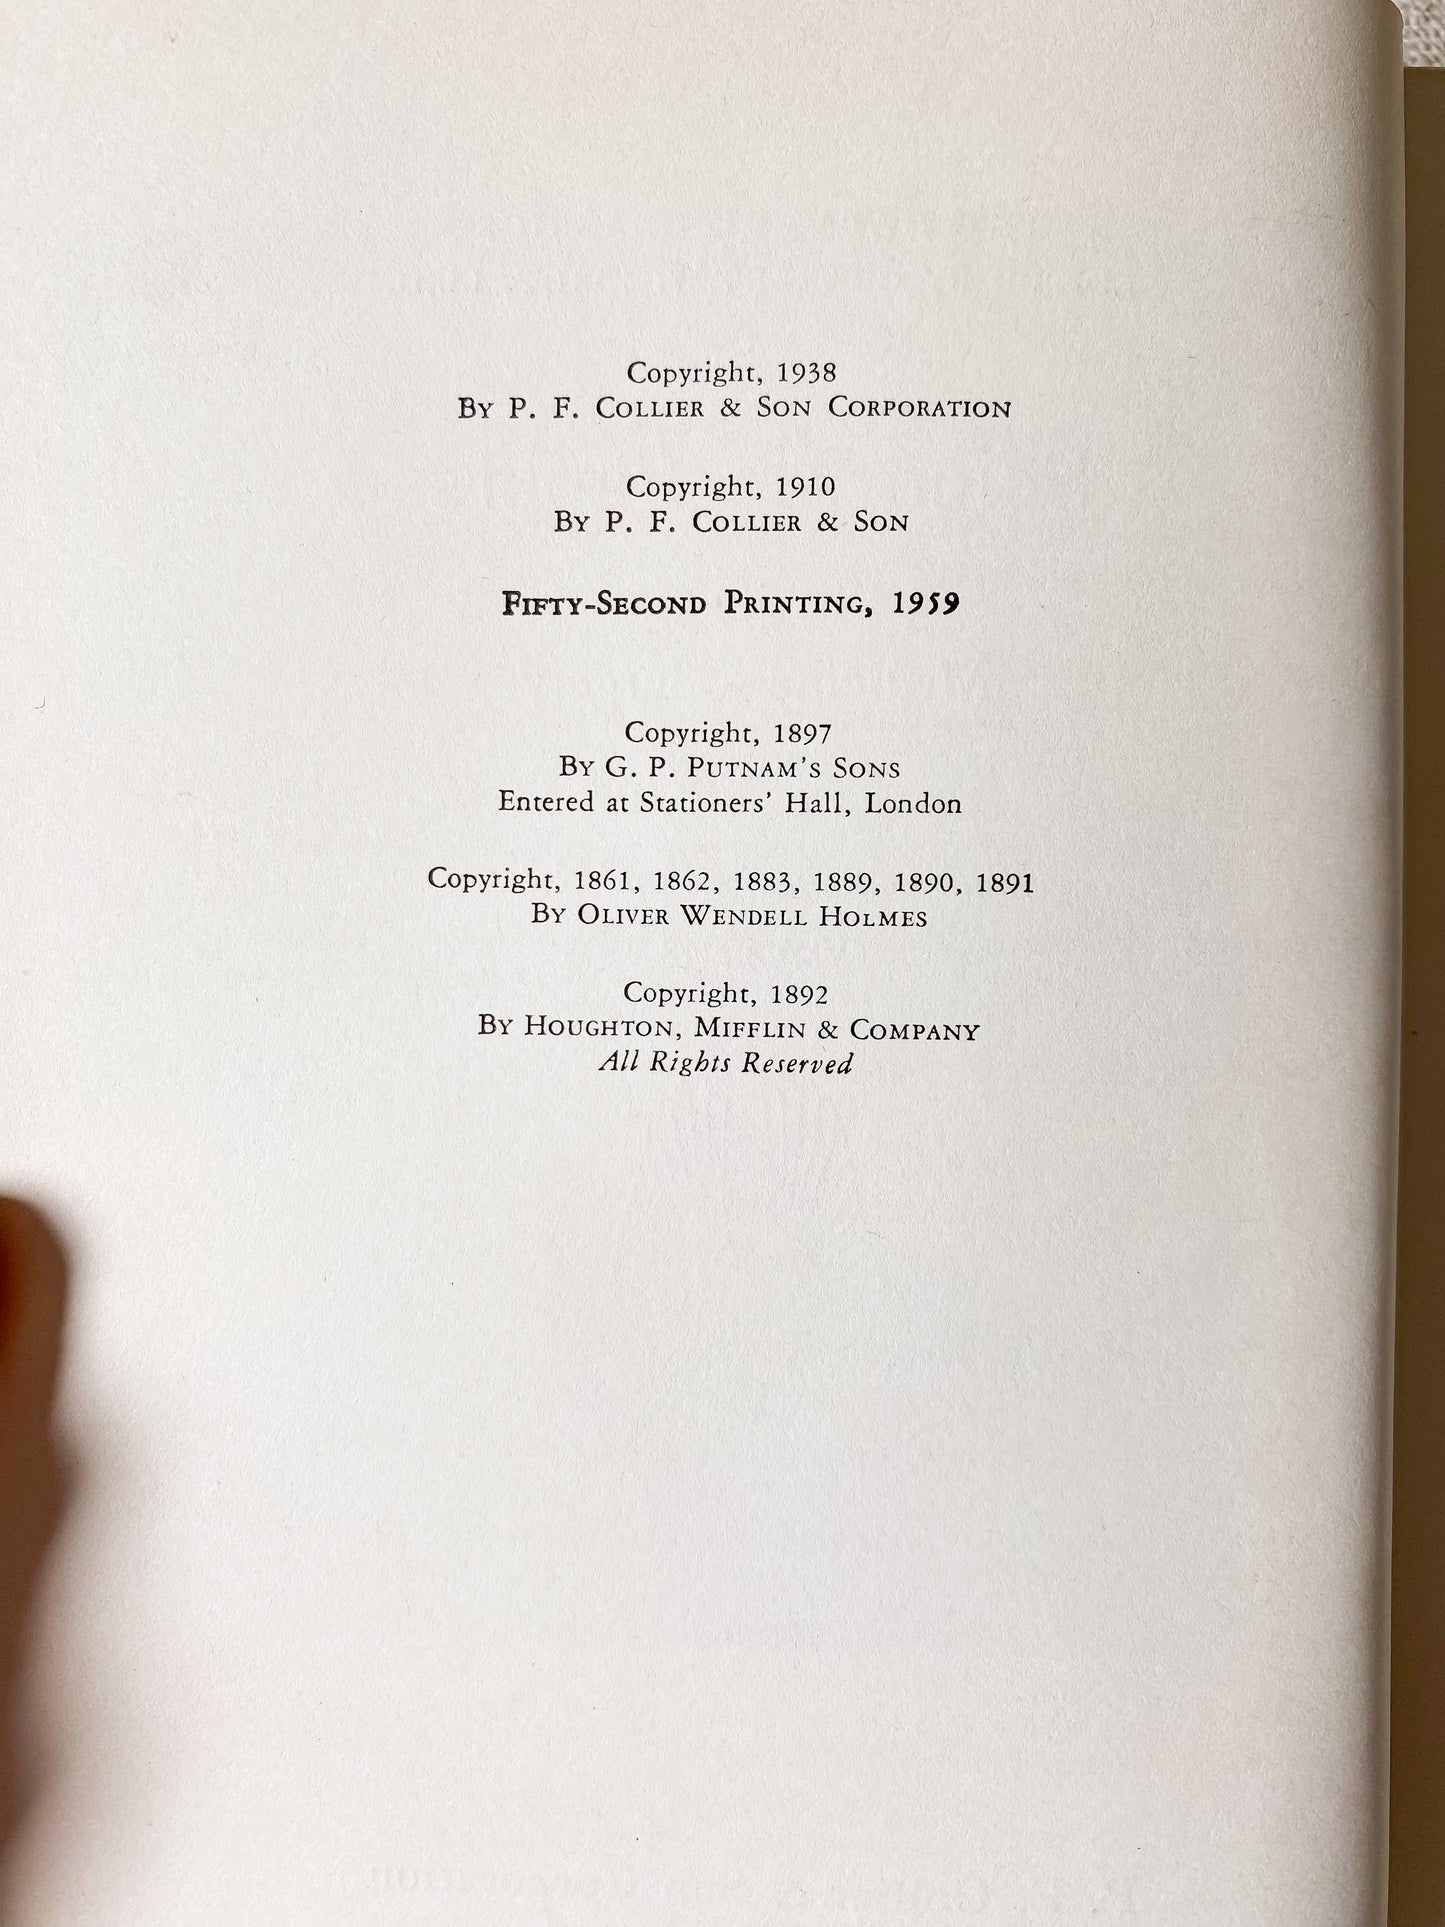 Copyright, 1938
By P. F. Collier & Son Corporation
Copyright, 1910
By P. F. Collier & Son
Fifty-Second Printing, 1959
Copyright, 1897
By G. P. Putnam's Sons
Entered at Stationers' Hall, London
Copyright, 1861, 1862, 1883, 1889, 1890, 1891
By Oliver Wendell Holmes
Copyright, 1892
By Houghton, Mifflin & Company
All Rights Reserved